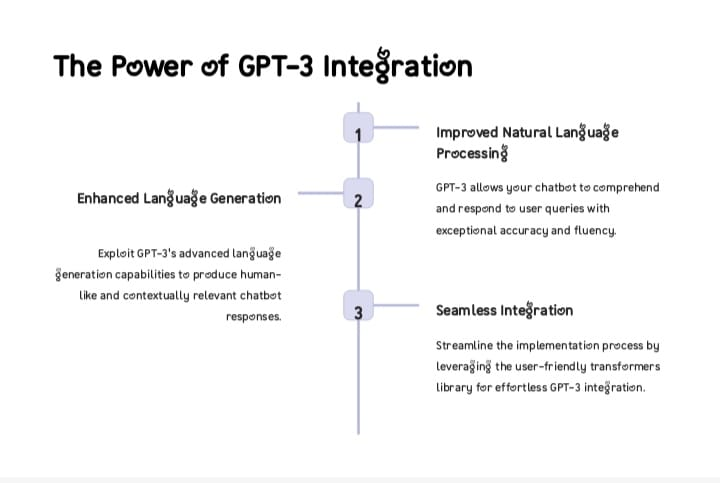 The Power of GPT-3 Integration
1
Improved Natural Language
Processing
GPT-3 allows your chatbot to comprehend
and respond to user queries with
exceptional accuracy and fluency.
2
Enhanced Language Generation
Exploit GPT-3's advanced language
generation capabilities to produce human-
like and contextually relevant chatbot
responses.
3
Seamless Integration
Streamline the implementation process by
leveraging the user-friendly transformers
library for effortless GPT-3 integration.